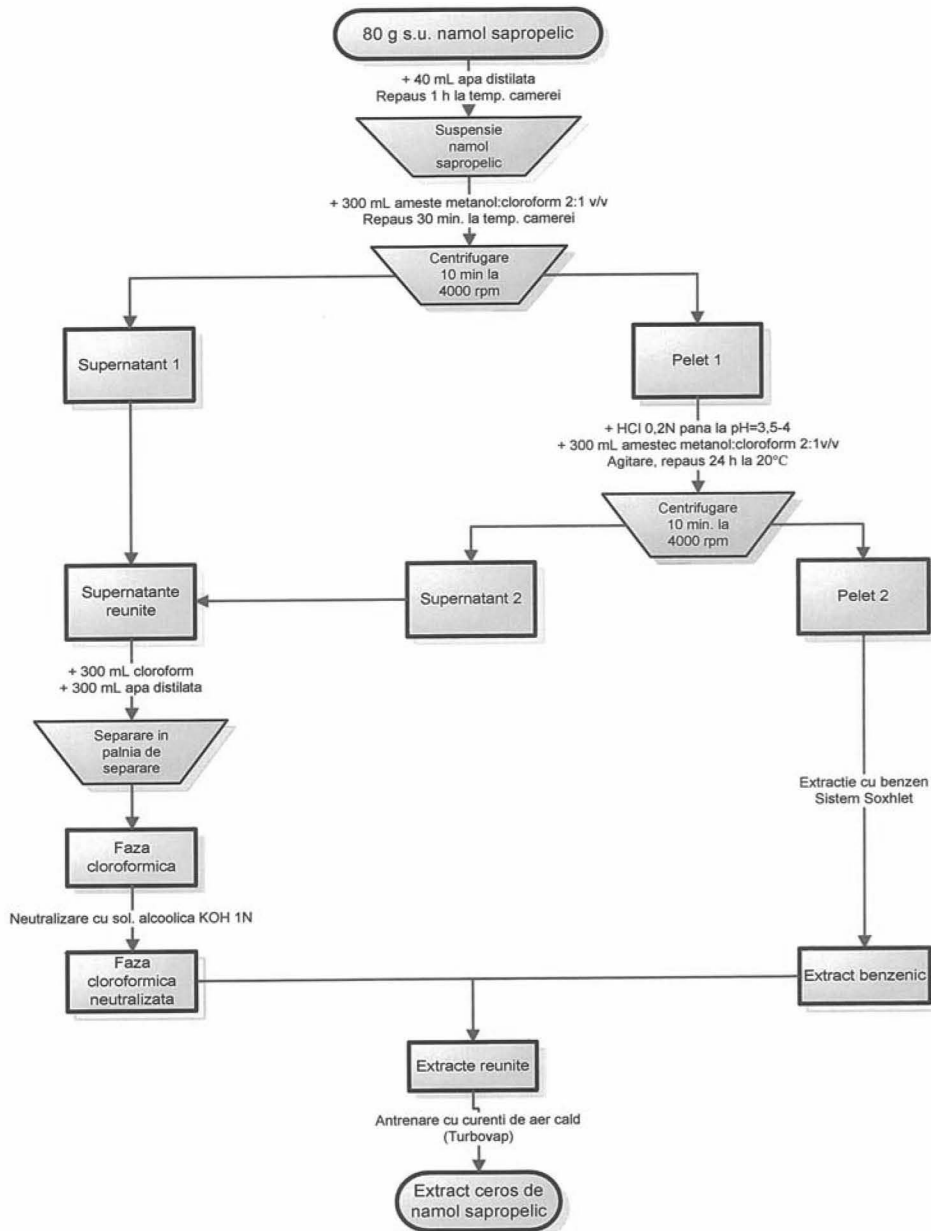 80 g s.u. namol sapropelic
+ 40 mL apa distilata
Repaus 1 h la temp. camerei
Suspensie
namol
sapropelic
+ 300 mL ameste metanol:cloroform 2:1 v/v
Repaus 30 min. la temp. camerei
Centrifugare
10 min la
4000 rpm
Supernatant 1
Pelet 1
+ HCl 0,2N pana la pH=3,5-4
+ 300 mL amestec metanol:cloroform 2:1v/v
Agitare, repaus 24 h la 20°C
Centrifugare
10 min. la
4000 rpm
Supernatante
reunite
Supernatant 2
Pelet 2
+ 300 mL cloroform
+ 300 mL apa distilata
Separare in
palnia de
separare
Extractie cu benzen
Sistem Soxhlet
Faza
cloroformica
Neutralizare cu sol. alcoolica KOH 1N
Faza
cloroformica
neutralizata
Extract benzenic
Extracte reunite
Antrenare cu curenti de aer cald
(Turbovap)
Extract ceros de
namol sapropelic